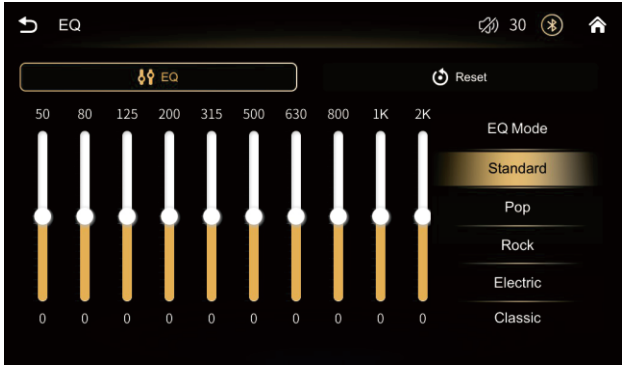 EQ 30
EQ Reset
50 80 125 200 315 500 630 800 1K 2K
EQ Mode
Standard
Pop
Rock
Electric
Classic
0 0 0 0 0 0 0 0 0 0